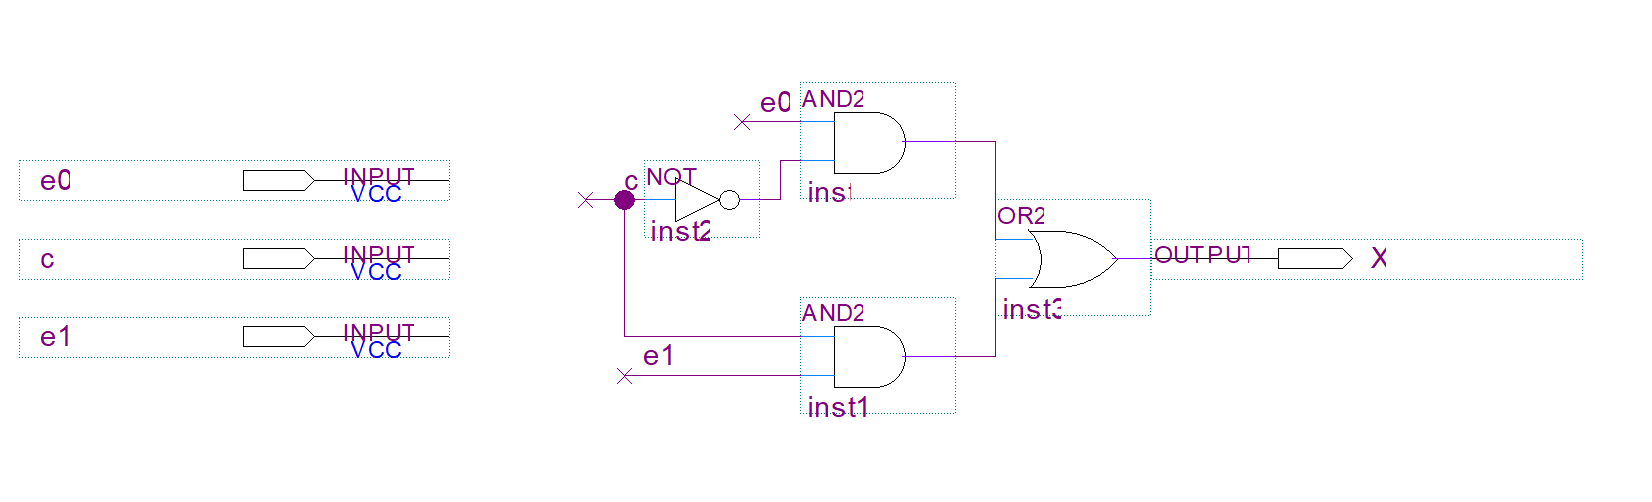 e0
INPUT
VCC
c
INPUT
VCC
e1
INPUT
VCC
e0
AND2
inst
c
NOT
inst2
AND2
e1
inst1
OR2
inst3
OUTPUT
X